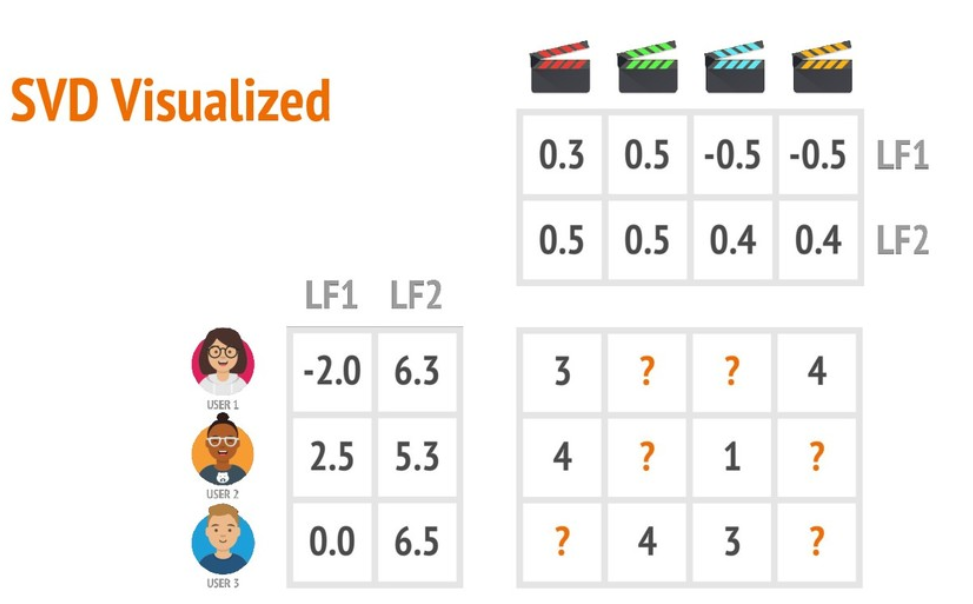 SVD Visualized
0.3 0.5 -0.5 -0.5 LF1
0.5 0.5 0.4 0.4 LF2
LF1 LF2
-2.0 6.3 3 ? ? 4
USER 1
2.5 5.3 4 ? 1 ?
USER 2
0.0 6.5 ? 4 3 ?
USER 3